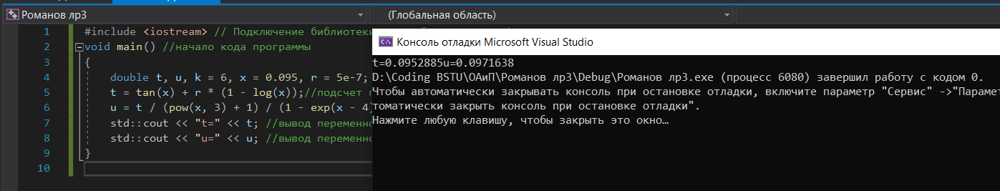 Романов лр3
(Глобальная область)
1 #include <iostream> // Подключение библиотеки
2 void main() //начало кода программы
3 {
4 double t, u, k = 6, x = 0.095, r = 5e-7;
5 t = tan(x) + r * (1 - log(x));//подсчет
6 u = t / (pow(x, 3) + 1) / (1 - exp(x - 4)
7 std::cout << "t=" << t; //вывод
8 std::cout << "u=" << u; //вывод
9 }
10
Консоль отладки Microsoft Visual Studio
t=0.0952885u=0.0971638
D:\Coding BSTU\ОАиП\Романов лр3\Debug\Романов лр3.exe (процесс 6080) завершил работу с кодом 0.
Чтобы автоматически закрывать консоль при остановке отладки, включите параметр "Сервис" ->"Парамет
томатически закрыть консоль при остановке отладки".
Нажмите любую клавишу, чтобы закрыть это окно…